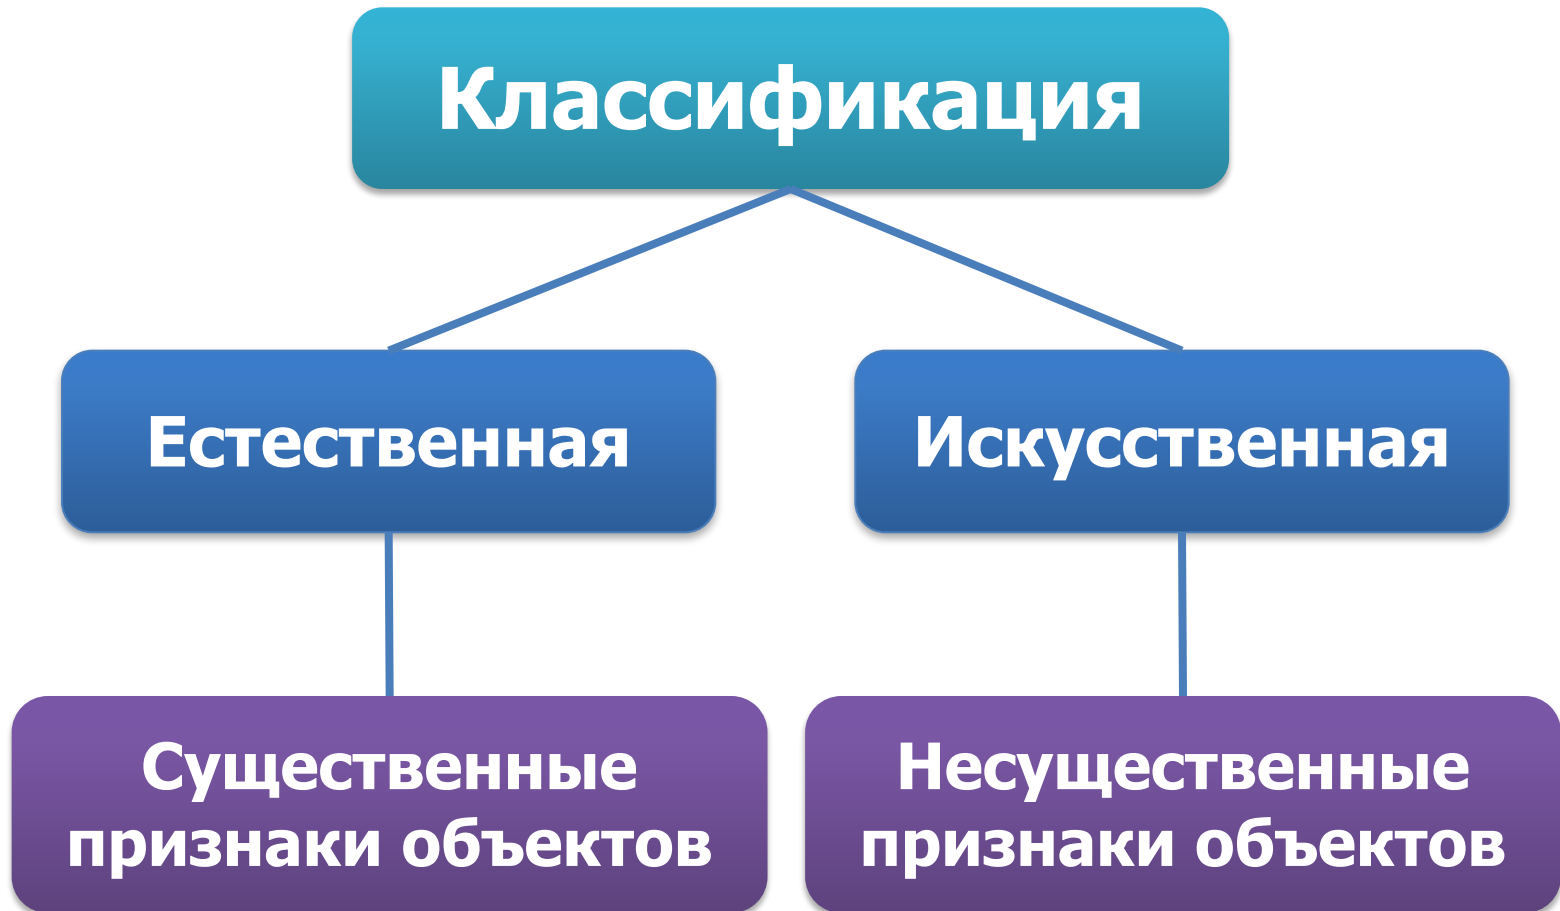 Классификация
Естественная
Искусственная
Существенные
признаки объектов
Несущественные
признаки объектов